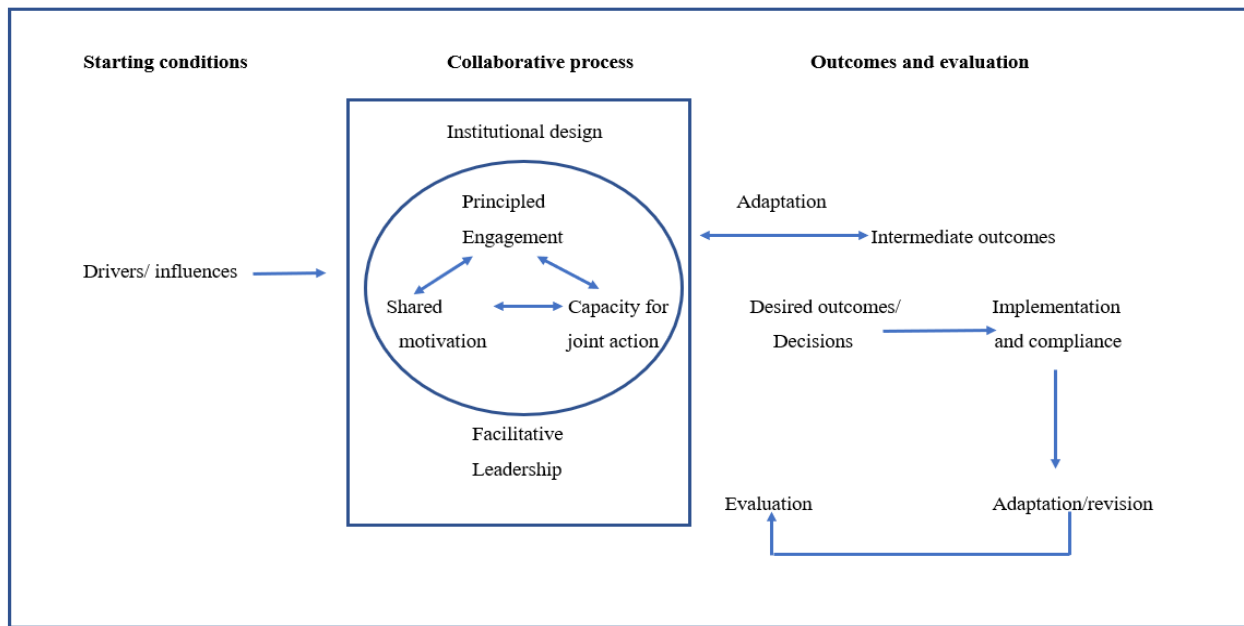 Starting conditions
Collaborative process
Outcomes and evaluation
Institutional design
Principled
Engagement
Shared
motivation
Capacity for
joint action
Facilitative
Leadership
Drivers/ influences
Adaptation
Intermediate outcomes
Desired outcomes/
Decisions
Implementation
and compliance
Evaluation
Adaptation/revision